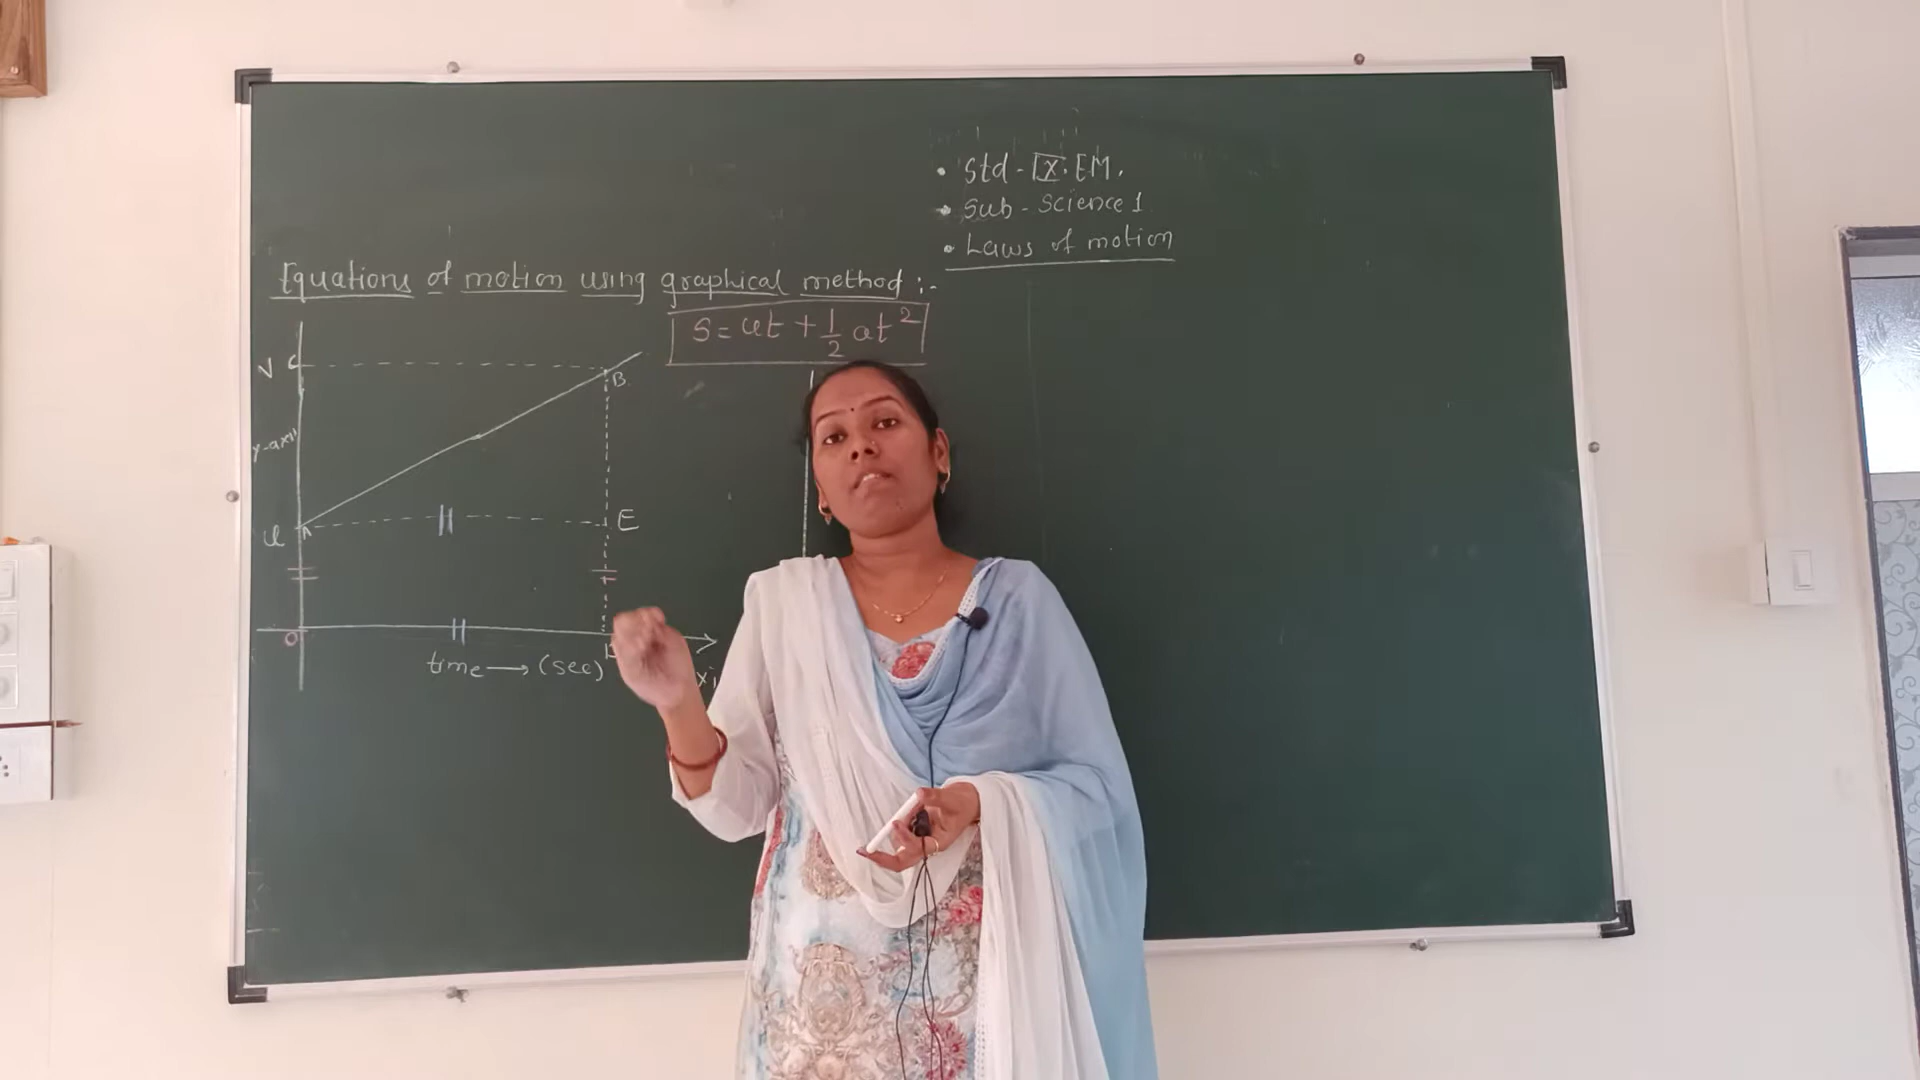 • Std - IX. EM.
• Sub - Science 1
• Laws of motion
Equations of motion using graphical method :-
S = ut + 1/2 at²
V C
B
y-axis
u A
E
O
time → (sec)